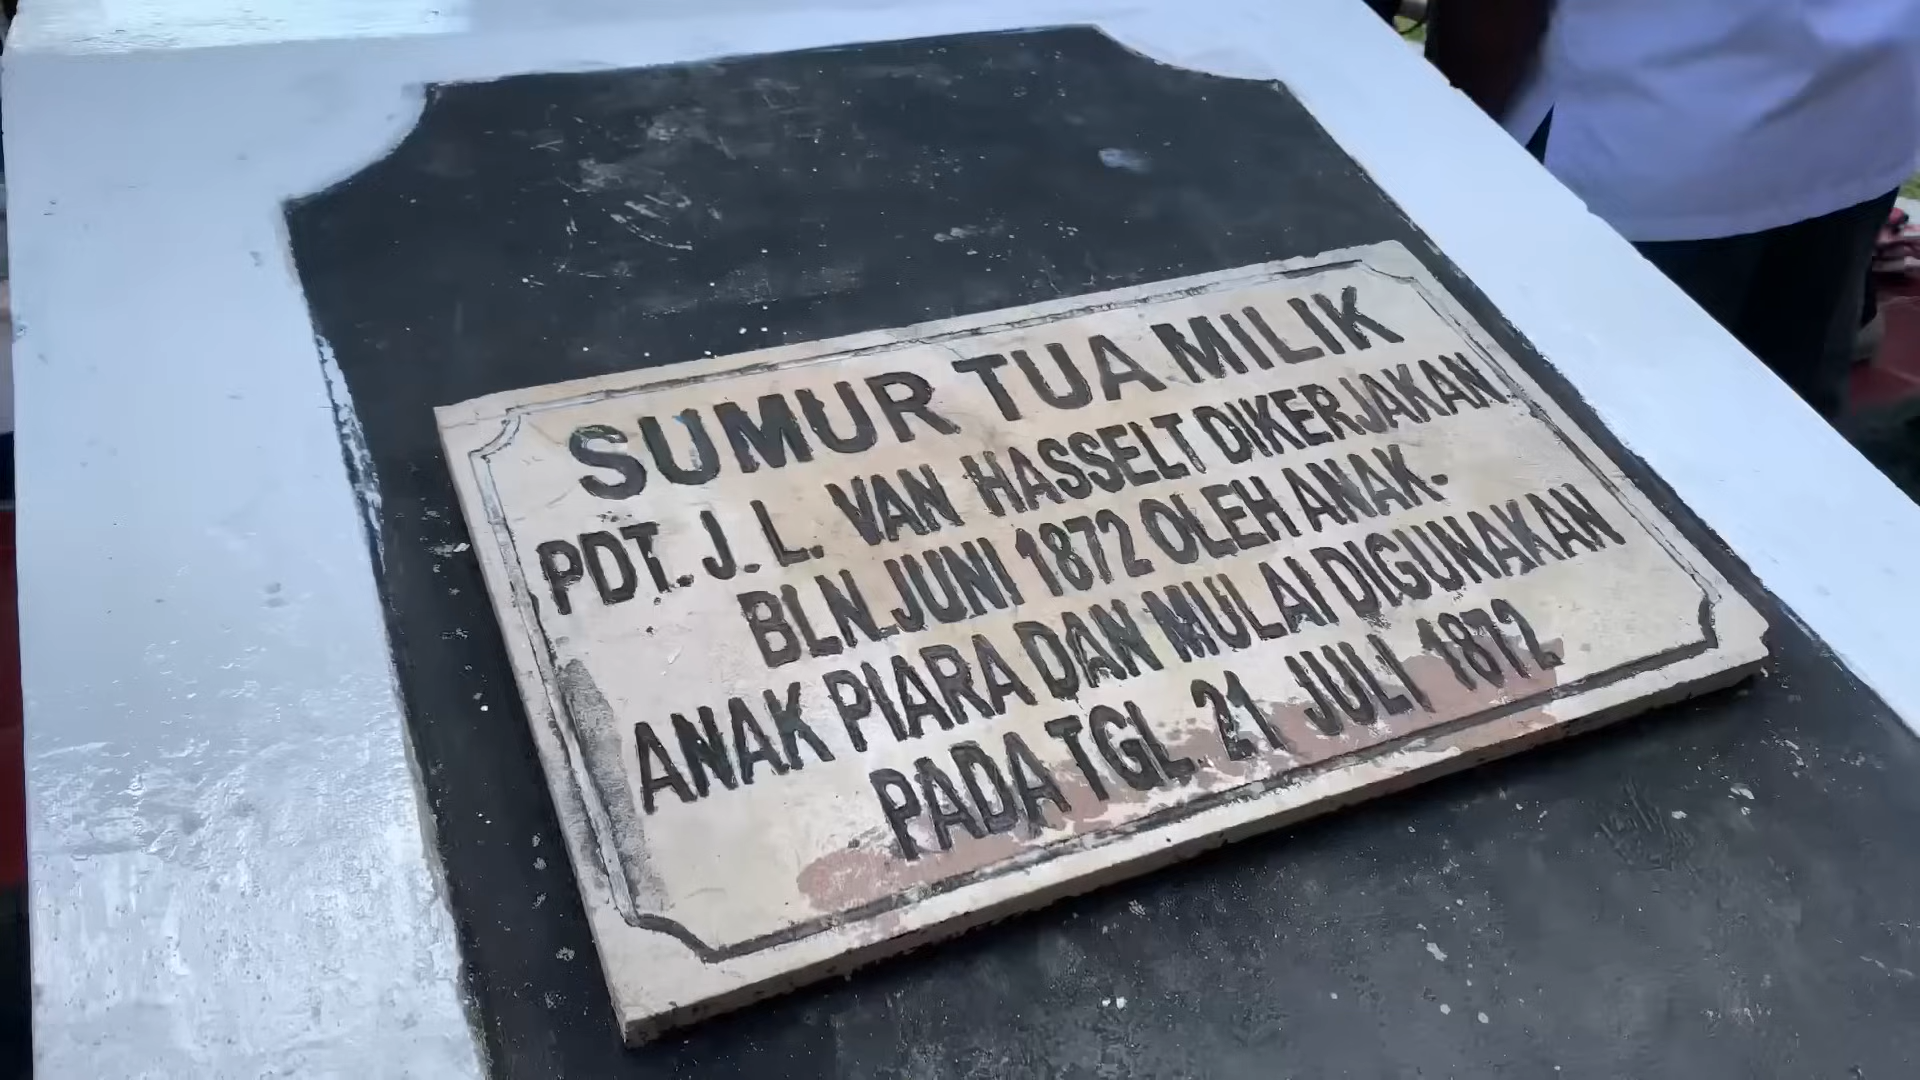 SUMUR TUA MILIK
PDT. J. L. VAN HASSELT DIKERJAKAN
BLN.JUNI 1872 OLEH ANAK-
ANAK PIARA DAN MULAI DIGUNAKAN
PADA TGL. 21 JULI 1872